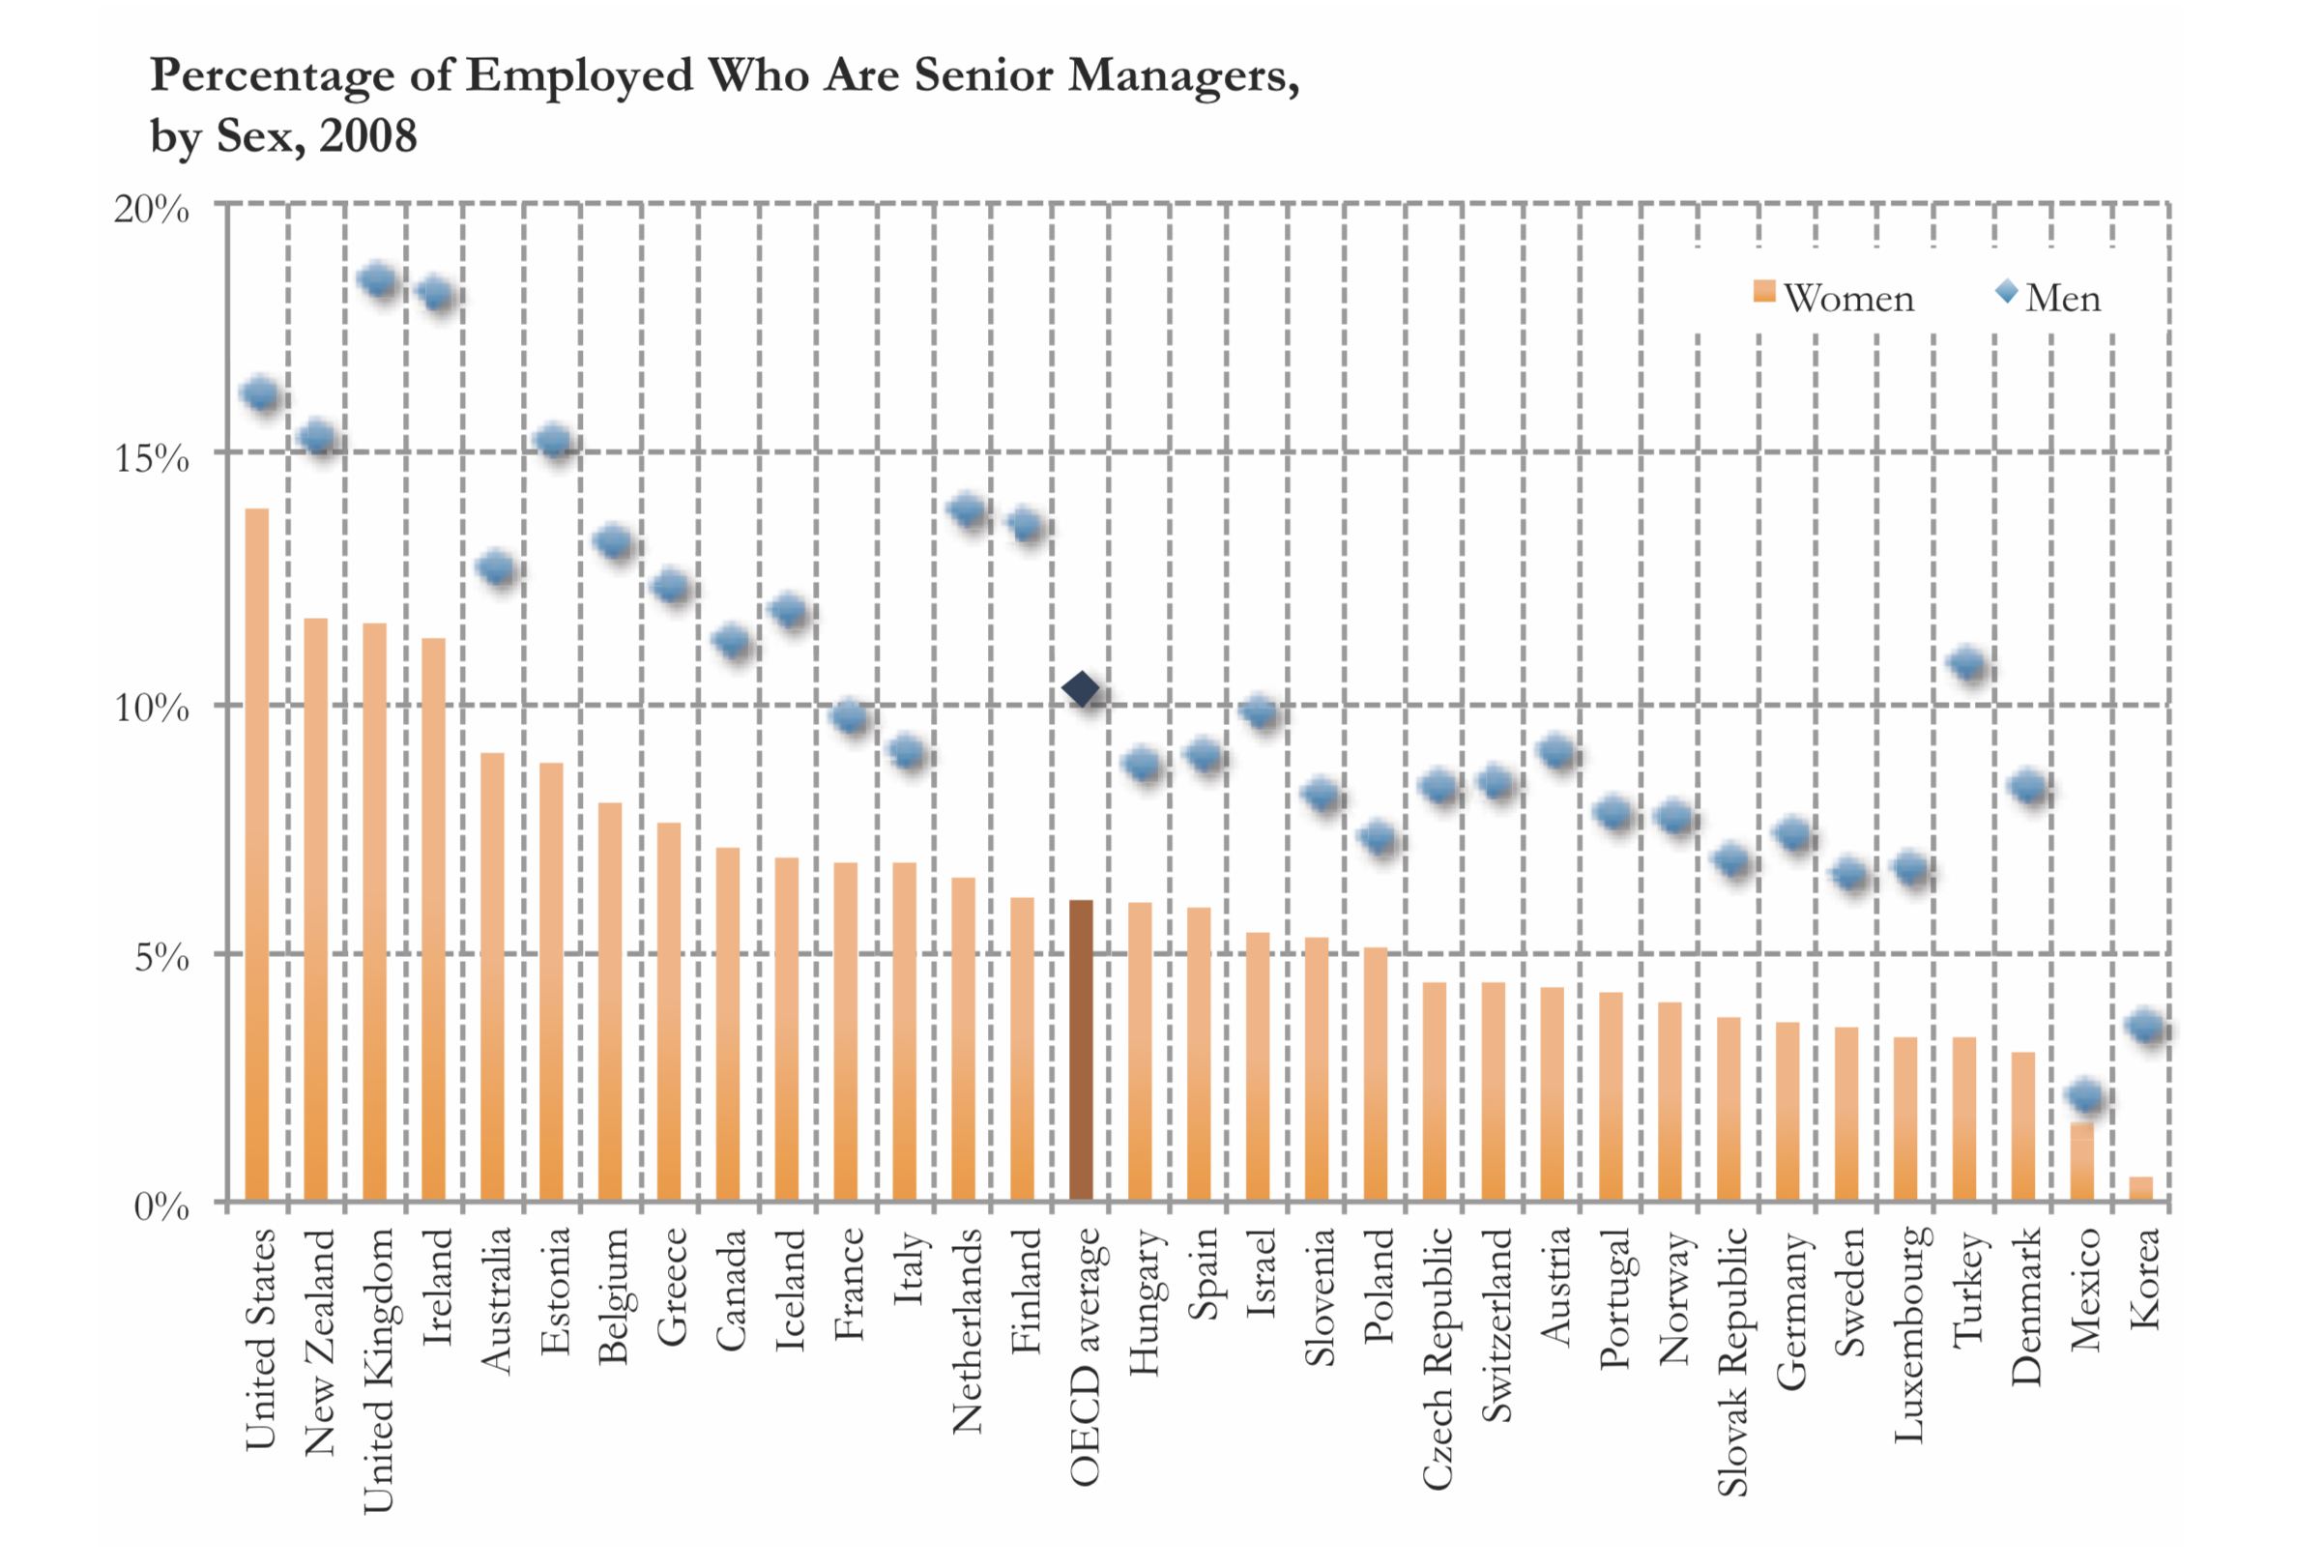 Percentage of Employed Who Are Senior Managers,
by Sex, 2008
20%
15%
10%
5%
0%
Women
Men
United States
New Zealand
United Kingdom
Ireland
Australia
Estonia
Belgium
Greece
Canada
Iceland
France
Italy
Netherlands
Finland
OECD average
Hungary
Spain
Israel
Slovenia
Poland
Czech Republic
Switzerland
Austria
Portugal
Norway
Slovak Republic
Germany
Sweden
Luxembourg
Turkey
Denmark
Mexico
Korea